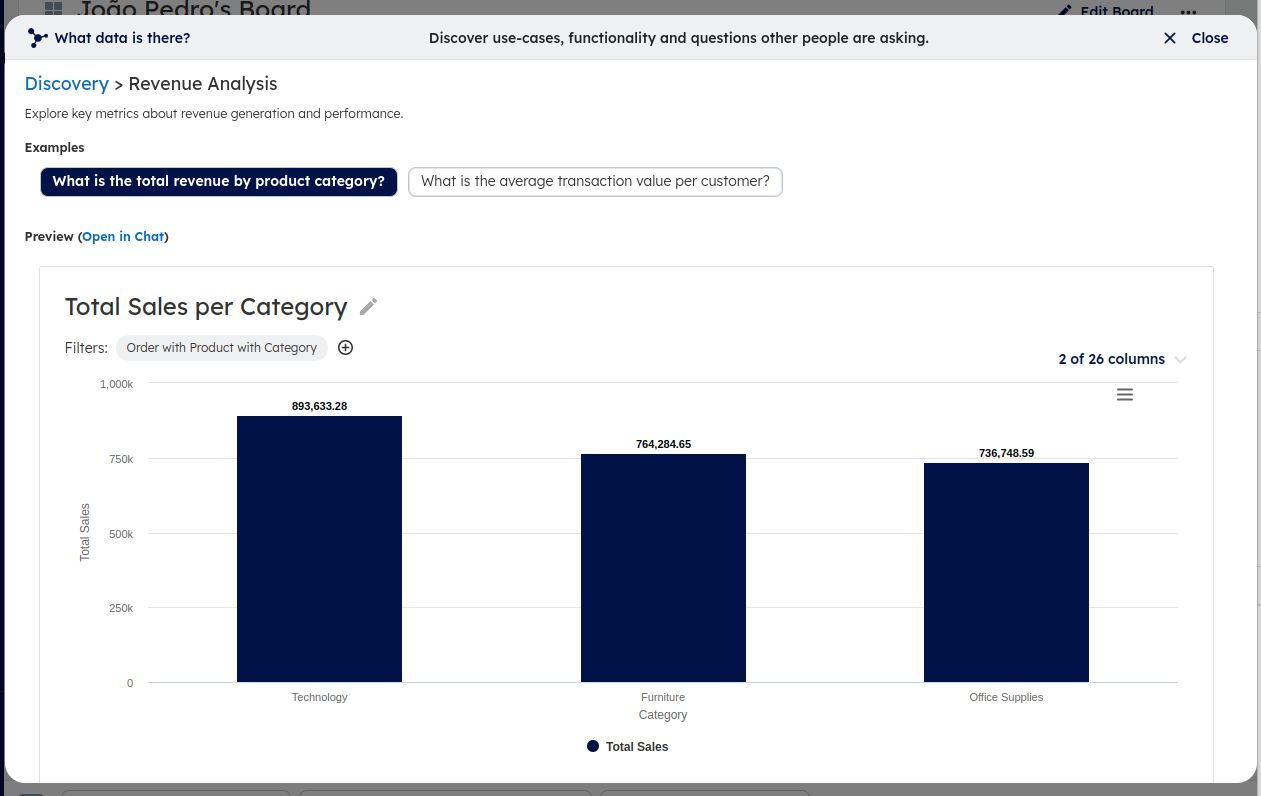 João Pedro's Board
Edit Board
What data is there?
Discover use-cases, functionality and questions other people are asking.
Close
Discovery > Revenue Analysis
Explore key metrics about revenue generation and performance.
Examples
What is the total revenue by product category?
What is the average transaction value per customer?
Preview (Open in Chat)
Total Sales per Category
Filters: Order with Product with Category
2 of 26 columns
1,000k
750k
500k
250k
0
Total Sales
893,633.28
764,284.65
736,748.59
Technology
Furniture
Office Supplies
Category
Total Sales